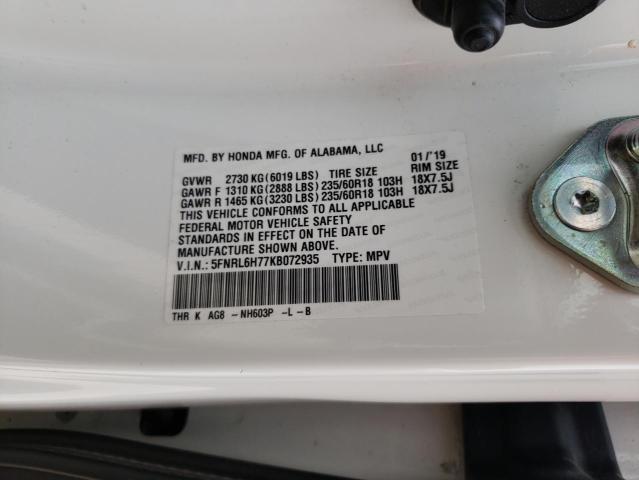 MFD. BY HONDA MFG. OF ALABAMA, LLC 01/'19
GVWR 2730 KG (6019 LBS) TIRE SIZE RIM SIZE
GAWR F 1310 KG (2888 LBS) 235/60R18 103H 18X7.5J
GAWR R 1465 KG (3230 LBS) 235/60R18 103H 18X7.5J
THIS VEHICLE CONFORMS TO ALL APPLICABLE
FEDERAL MOTOR VEHICLE SAFETY
STANDARDS IN EFFECT ON THE DATE OF
MANUFACTURE SHOWN ABOVE.
V.I.N.: 5FNRL6H77KB072935 TYPE: MPV
THR K AG8 -NH603P -L-B